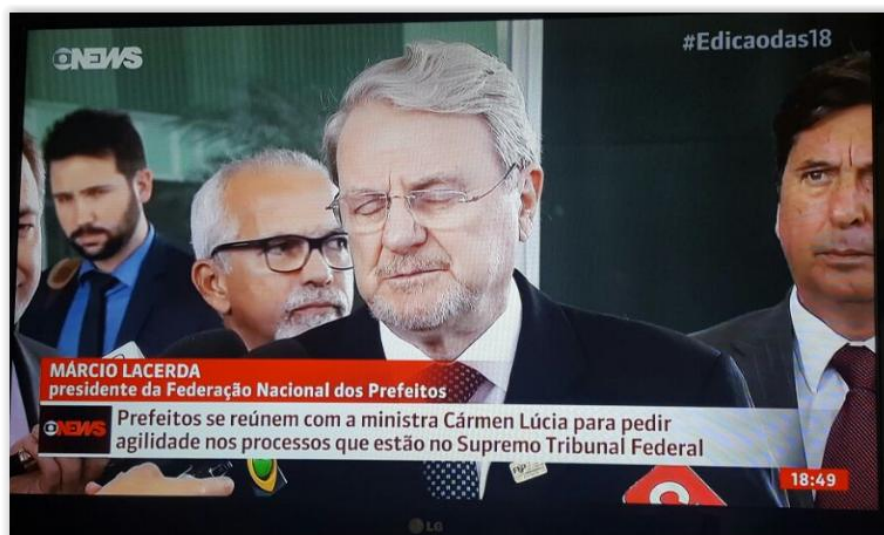 GNEWS
#Edicaodas18
MÁRCIO LACERDA
presidente da Federação Nacional dos Prefeitos
GNEWS
Prefeitos se reúnem com a ministra Cármen Lúcia para pedir
agilidade nos processos que estão no Supremo Tribunal Federal
18:49
LG